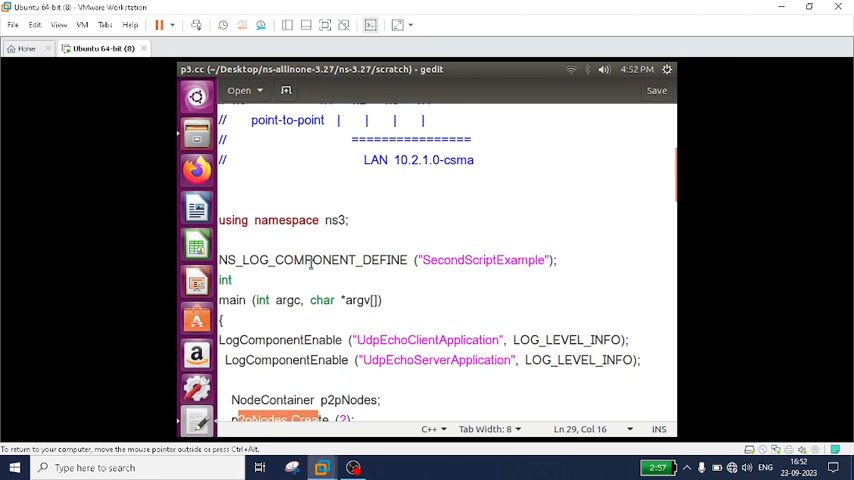 Ubuntu 64-bit (8) - VMware Workstation
File Edit View VM Tabs Help
Home
Ubuntu 64-bit (8)
p3.cc (~/Desktop/ns-allinone-3.27/ns-3.27/scratch) - gedit
4:52 PM
Open
Save
// point-to-point | | | |
// ================
// LAN 10.2.1.0-csma
using namespace ns3;
NS_LOG_COMPONENT_DEFINE ("SecondScriptExample");
int
main (int argc, char *argv[])
{
LogComponentEnable ("UdpEchoClientApplication", LOG_LEVEL_INFO);
LogComponentEnable ("UdpEchoServerApplication", LOG_LEVEL_INFO);
NodeContainer p2pNodes;
p2pNodes.Create (2);
C++ Tab Width: 8 Ln 29, Col 16 INS
To return to your computer, move the mouse pointer outside or press Ctrl+Alt.
Type here to search
2:57
ENG
16:52
23-09-2023